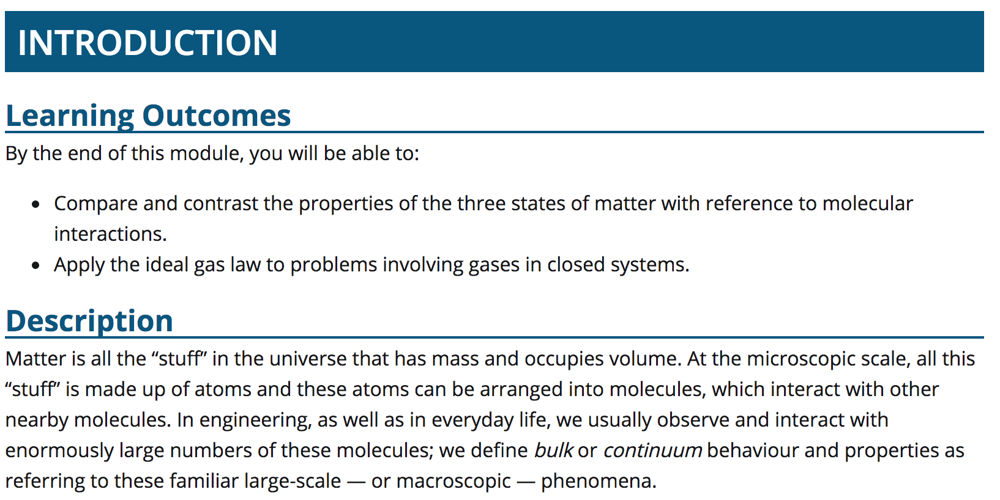 INTRODUCTION
Learning Outcomes
By the end of this module, you will be able to:
• Compare and contrast the properties of the three states of matter with reference to molecular
interactions.
• Apply the ideal gas law to problems involving gases in closed systems.
Description
Matter is all the “stuff” in the universe that has mass and occupies volume. At the microscopic scale, all this
“stuff” is made up of atoms and these atoms can be arranged into molecules, which interact with other
nearby molecules. In engineering, as well as in everyday life, we usually observe and interact with
enormously large numbers of these molecules; we define bulk or continuum behaviour and properties as
referring to these familiar large-scale — or macroscopic — phenomena.